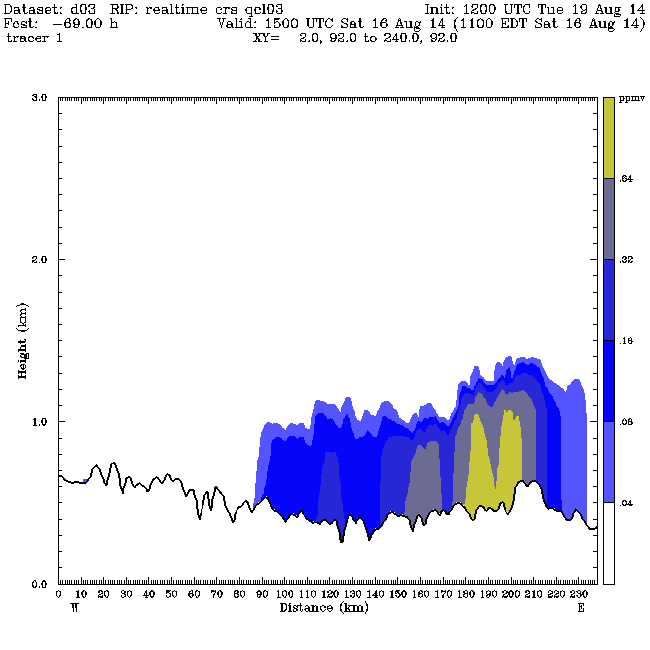 Dataset: d03 RIP: realtime crs qcl03 Init: 1200 UTC Tue 19 Aug 14
Fcst: -69.00 h Valid: 1500 UTC Sat 16 Aug 14 (1100 EDT Sat 16 Aug 14)
tracer 1 XY= 2.0, 92.0 to 240.0, 92.0
ppmv
3.0
.64
2.0
.32
.16
Height (km)
1.0
.08
.04
0.0
0 10 20 30 40 50 60 70 80 90 100 110 120 130 140 150 160 170 180 190 200 210 220 230
W Distance (km) E